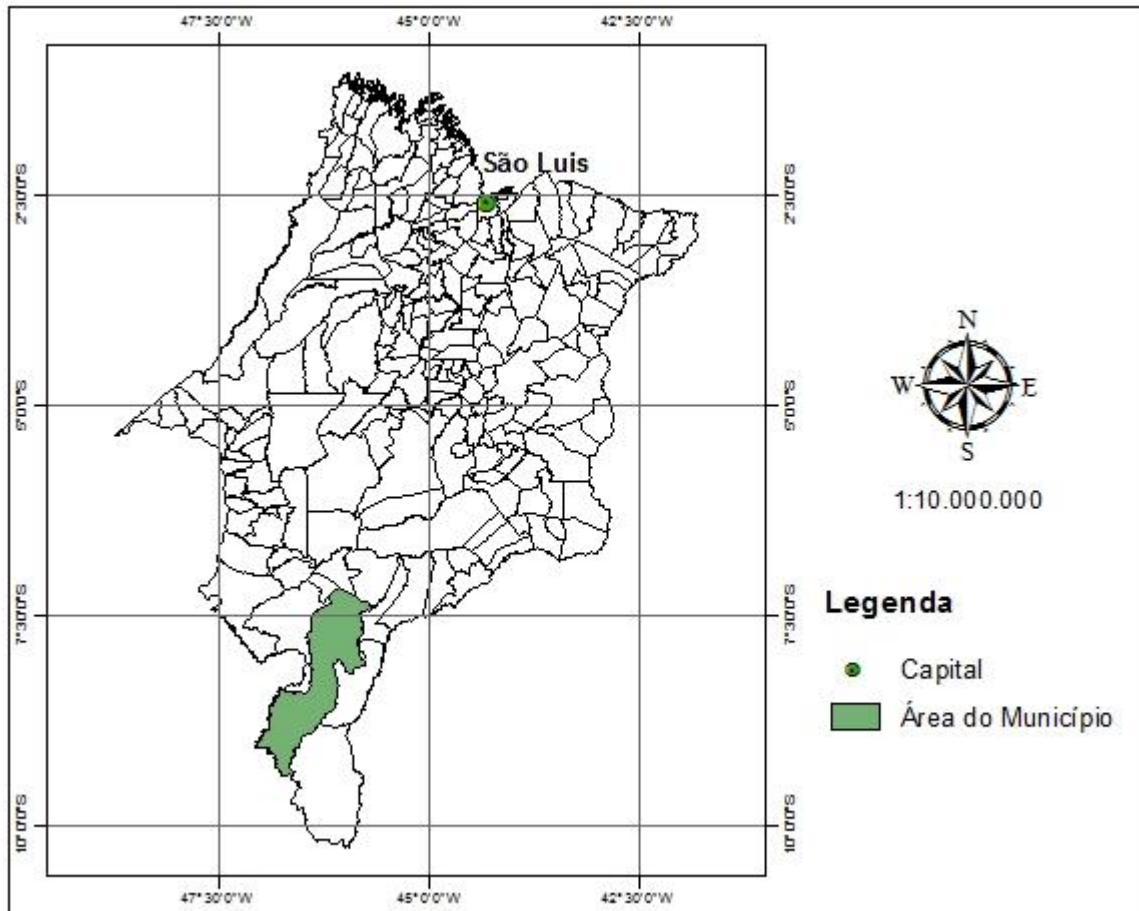 47°30'0"W 45°0'0"W 42°30'0"W
São Luis
2°30'0"S 2°30'0"S
5°0'0"S 5°0'0"S
7°30'0"S 7°30'0"S
10°0'0"S 10°0'0"S
47°30'0"W 45°0'0"W 42°30'0"W
N
W E
S
1:10.000.000
Legenda
Capital
Área do Município